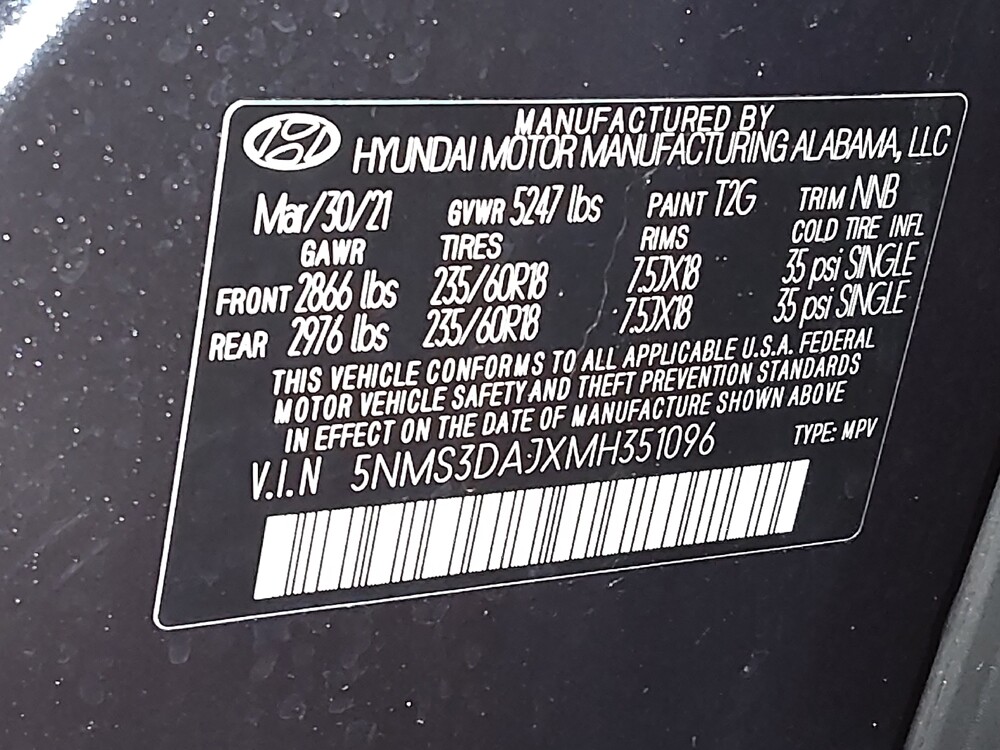 MANUFACTURED BY
HYUNDAI MOTOR MANUFACTURING ALABAMA, LLC
Mar/30/21 GVWR 5247 lbs PAINT T2G TRIM NNB
GAWR TIRES RIMS COLD TIRE INFL
FRONT 2866 lbs 235/60R18 7.5JX18 35 psi SINGLE
REAR 2976 lbs 235/60R18 7.5JX18 35 psi SINGLE
THIS VEHICLE CONFORMS TO ALL APPLICABLE U.S.A. FEDERAL
MOTOR VEHICLE SAFETY AND THEFT PREVENTION STANDARDS
IN EFFECT ON THE DATE OF MANUFACTURE SHOWN ABOVE
V.I.N 5NMS3DAJXMH351096 TYPE: MPV